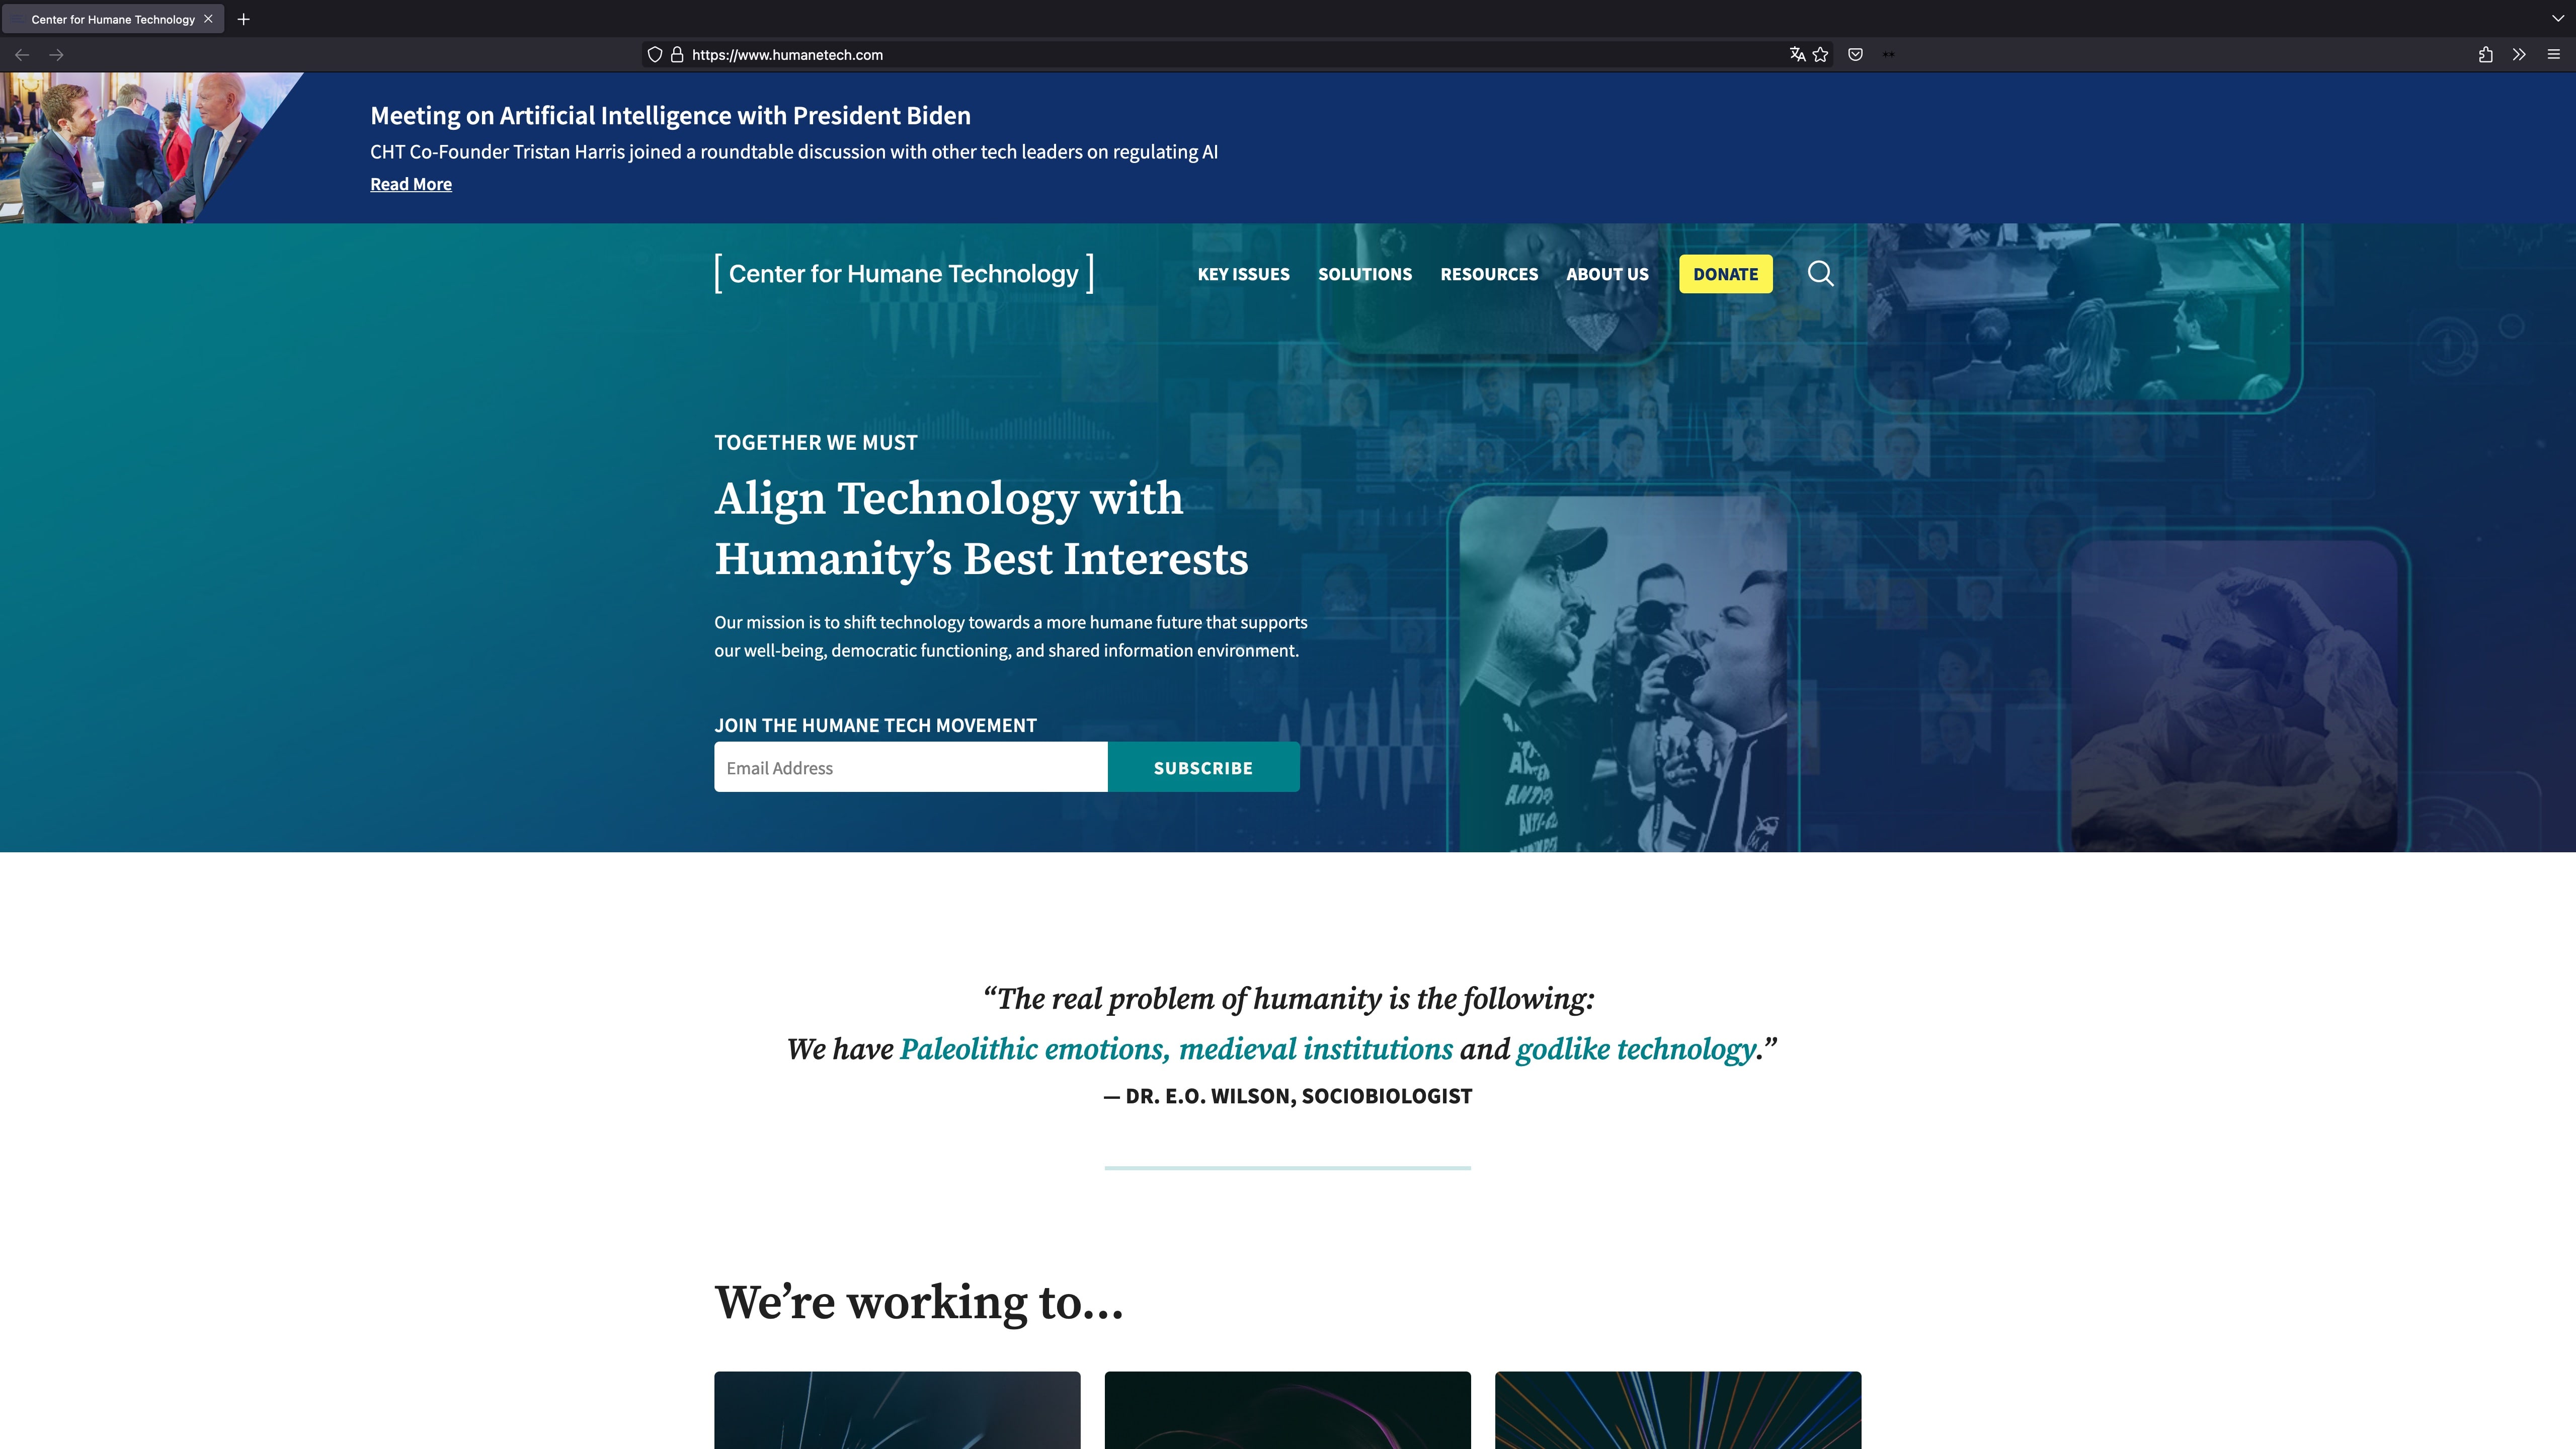 Center for Humane Technology
https://www.humanetech.com
Meeting on Artificial Intelligence with President Biden
CHT Co-Founder Tristan Harris joined a roundtable discussion with other tech leaders on regulating AI
Read More
[ Center for Humane Technology ]
KEY ISSUES SOLUTIONS RESOURCES ABOUT US DONATE
TOGETHER WE MUST
Align Technology with
Humanity’s Best Interests
Our mission is to shift technology towards a more humane future that supports
our well-being, democratic functioning, and shared information environment.
JOIN THE HUMANE TECH MOVEMENT
Email Address SUBSCRIBE
“The real problem of humanity is the following:
We have Paleolithic emotions, medieval institutions and godlike technology.”
— DR. E.O. WILSON, SOCIOBIOLOGIST
We’re working to…